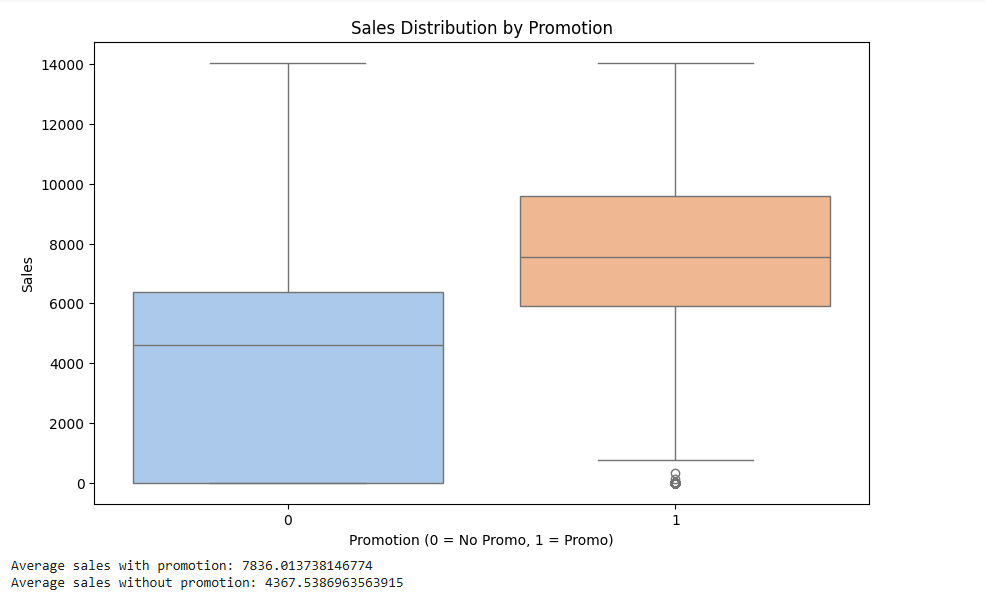 Sales Distribution by Promotion
14000
12000
10000
8000
6000
4000
2000
0
Sales
0 1
Promotion (0 = No Promo, 1 = Promo)
Average sales with promotion: 7836.013738146774
Average sales without promotion: 4367.5386963563915